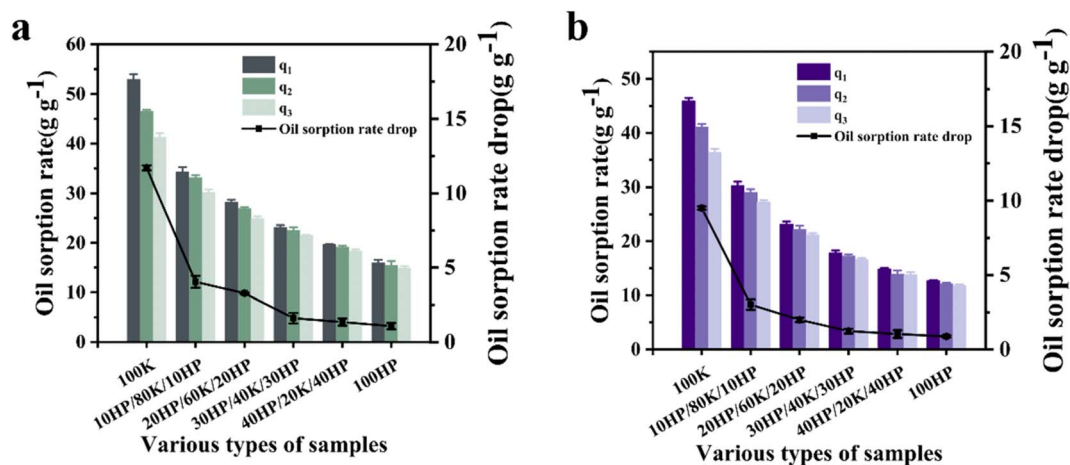 a
Oil sorption rate(g g-1)
60
50
40
30
20
10
0
q1
q2
q3
Oil sorption rate drop
20
15
10
5
0
Oil sorption rate drop(g g-1)
100K
10HP/80K/10HP
20HP/60K/20HP
30HP/40K/30HP
40HP/20K/40HP
100HP
Various types of samples
b
Oil sorption rate(g g-1)
50
40
30
20
10
0
q1
q2
q3
Oil sorption rate drop
20
15
10
5
0
Oil sorption rate drop(g g-1)
100K
10HP/80K/10HP
20HP/60K/20HP
30HP/40K/30HP
40HP/20K/40HP
100HP
Various types of samples